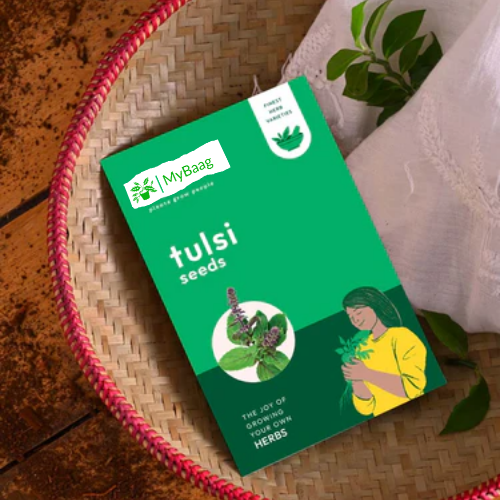 FINEST
HERB
VARIETIES
MyBaag
plants grow people
tulsi
seeds
THE JOY OF
GROWING
YOUR OWN
HERBS